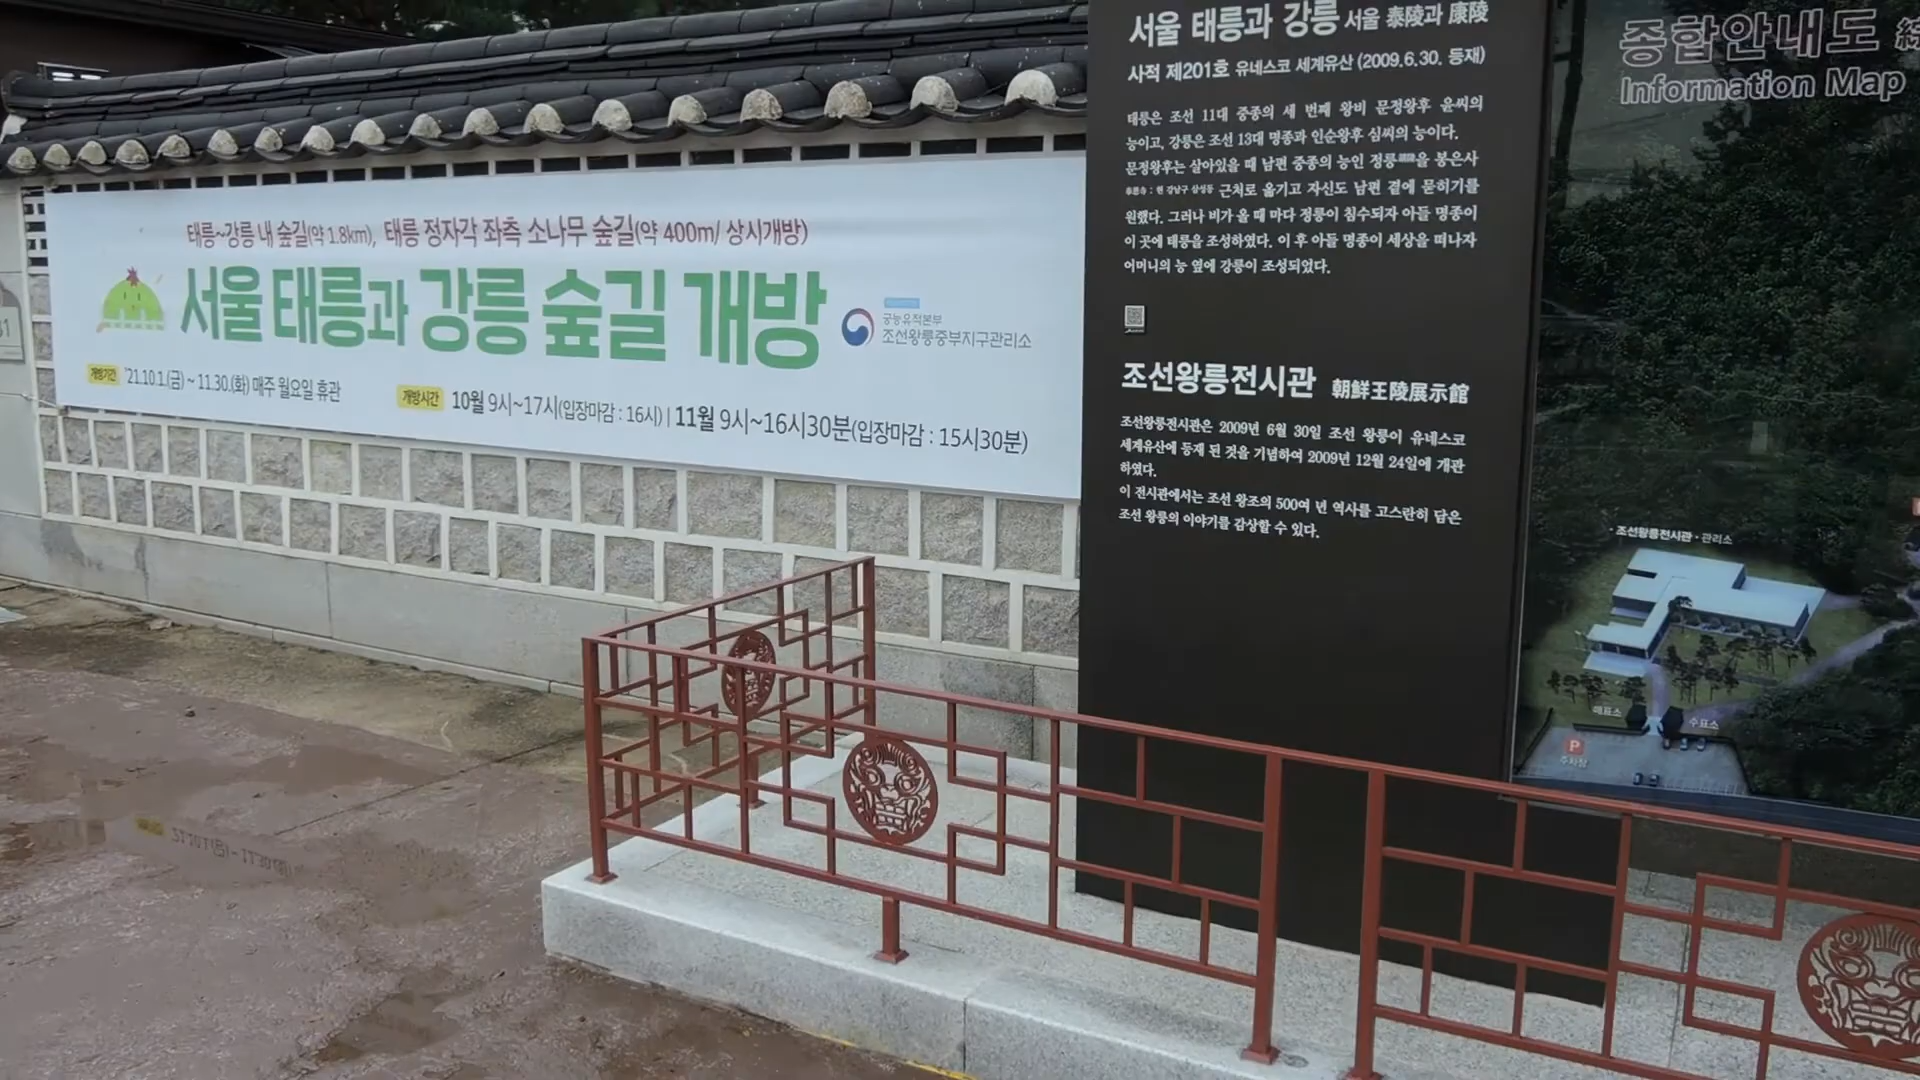 태릉~강릉 내 숲길(약 1.8km), 태릉 정자각 좌측 소나무 숲길(약 400m/ 상시개방)
서울 태릉과 강릉 숲길 개방
궁능유적본부
조선왕릉중부지구관리소
개방기간 '21.10.1.(금) ~ 11.30.(화) 매주 월요일 휴관
개방시간 10월 9시~17시(입장마감 : 16시) | 11월 9시~16시30분(입장마감 : 15시30분)
서울 태릉과 강릉 서울 泰陵과 康陵
사적 제201호 유네스코 세계유산 (2009.6.30. 등재)
태릉은 조선 11대 중종의 세 번째 왕비 문정왕후 윤씨의
능이고, 강릉은 조선 13대 명종과 인순왕후 심씨의 능이다.
문정왕후는 살아있을 때 남편 중종의 능인 정릉을 봉은사
奉恩寺 : 현 강남구 삼성동 근처로 옮기고 자신도 남편 곁에 묻히기를
원했다. 그러나 비가 올 때 마다 정릉이 침수되자 아들 명종이
이 곳에 태릉을 조성하였다. 이 후 아들 명종이 세상을 떠나자
어머니의 능 옆에 강릉이 조성되었다.
조선왕릉전시관 朝鮮王陵展示館
조선왕릉전시관은 2009년 6월 30일 조선 왕릉이 유네스코
세계유산에 등재 된 것을 기념하여 2009년 12월 24일에 개관
하였다.
이 전시관에서는 조선 왕조의 500여 년 역사를 고스란히 담은
조선 왕릉의 이야기를 감상할 수 있다.
종합안내도
Information Map
조선왕릉전시관 · 관리소
매표소
수표소
P
주차장